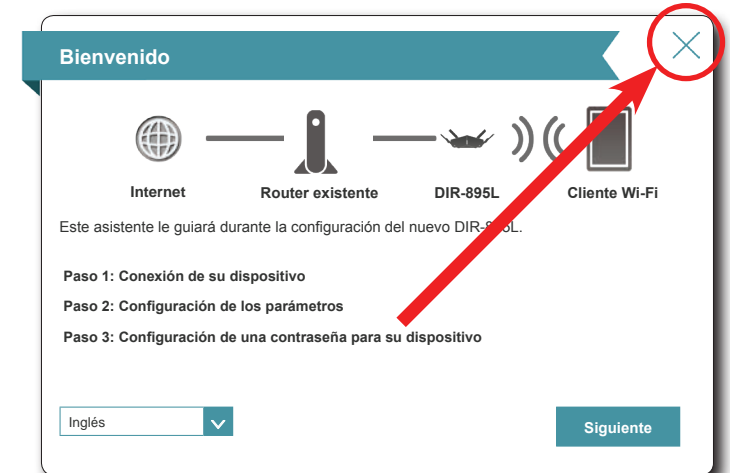 Bienvenido
Internet
Router existente
DIR-895L
Cliente Wi-Fi
Este asistente le guiará durante la configuración del nuevo DIR-895L.
Paso 1: Conexión de su dispositivo
Paso 2: Configuración de los parámetros
Paso 3: Configuración de una contraseña para su dispositivo
Inglés
Siguiente